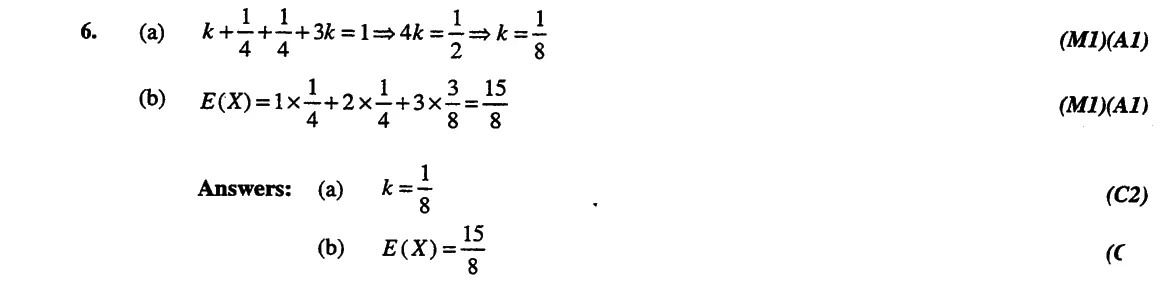 6. (a) k + 1/4 + 1/4 + 3k = 1 ⇒ 4k = 1/2 ⇒ k = 1/8 (M1)(A1)
(b) E(X) = 1 × 1/4 + 2 × 1/4 + 3 × 3/8 = 15/8 (M1)(A1)
Answers: (a) k = 1/8 (C2)
(b) E(X) = 15/8 (C